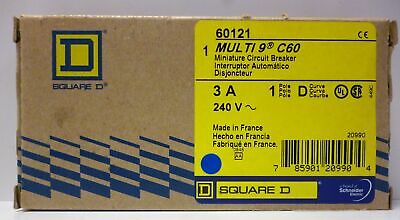 D
SQUARE D
60121
CE
1 MULTI 9® C60
Miniature Circuit Breaker
Interruptor Automático
Disjoncteur
3 A 1 Pole Polo Pôle D Curve Curva Courbe UL
240 V ~
Made in France
Hecho en Francia
Fabriqué en France.
20990
D SQUARE D
7 85901 20990 4
Schneider
Electric